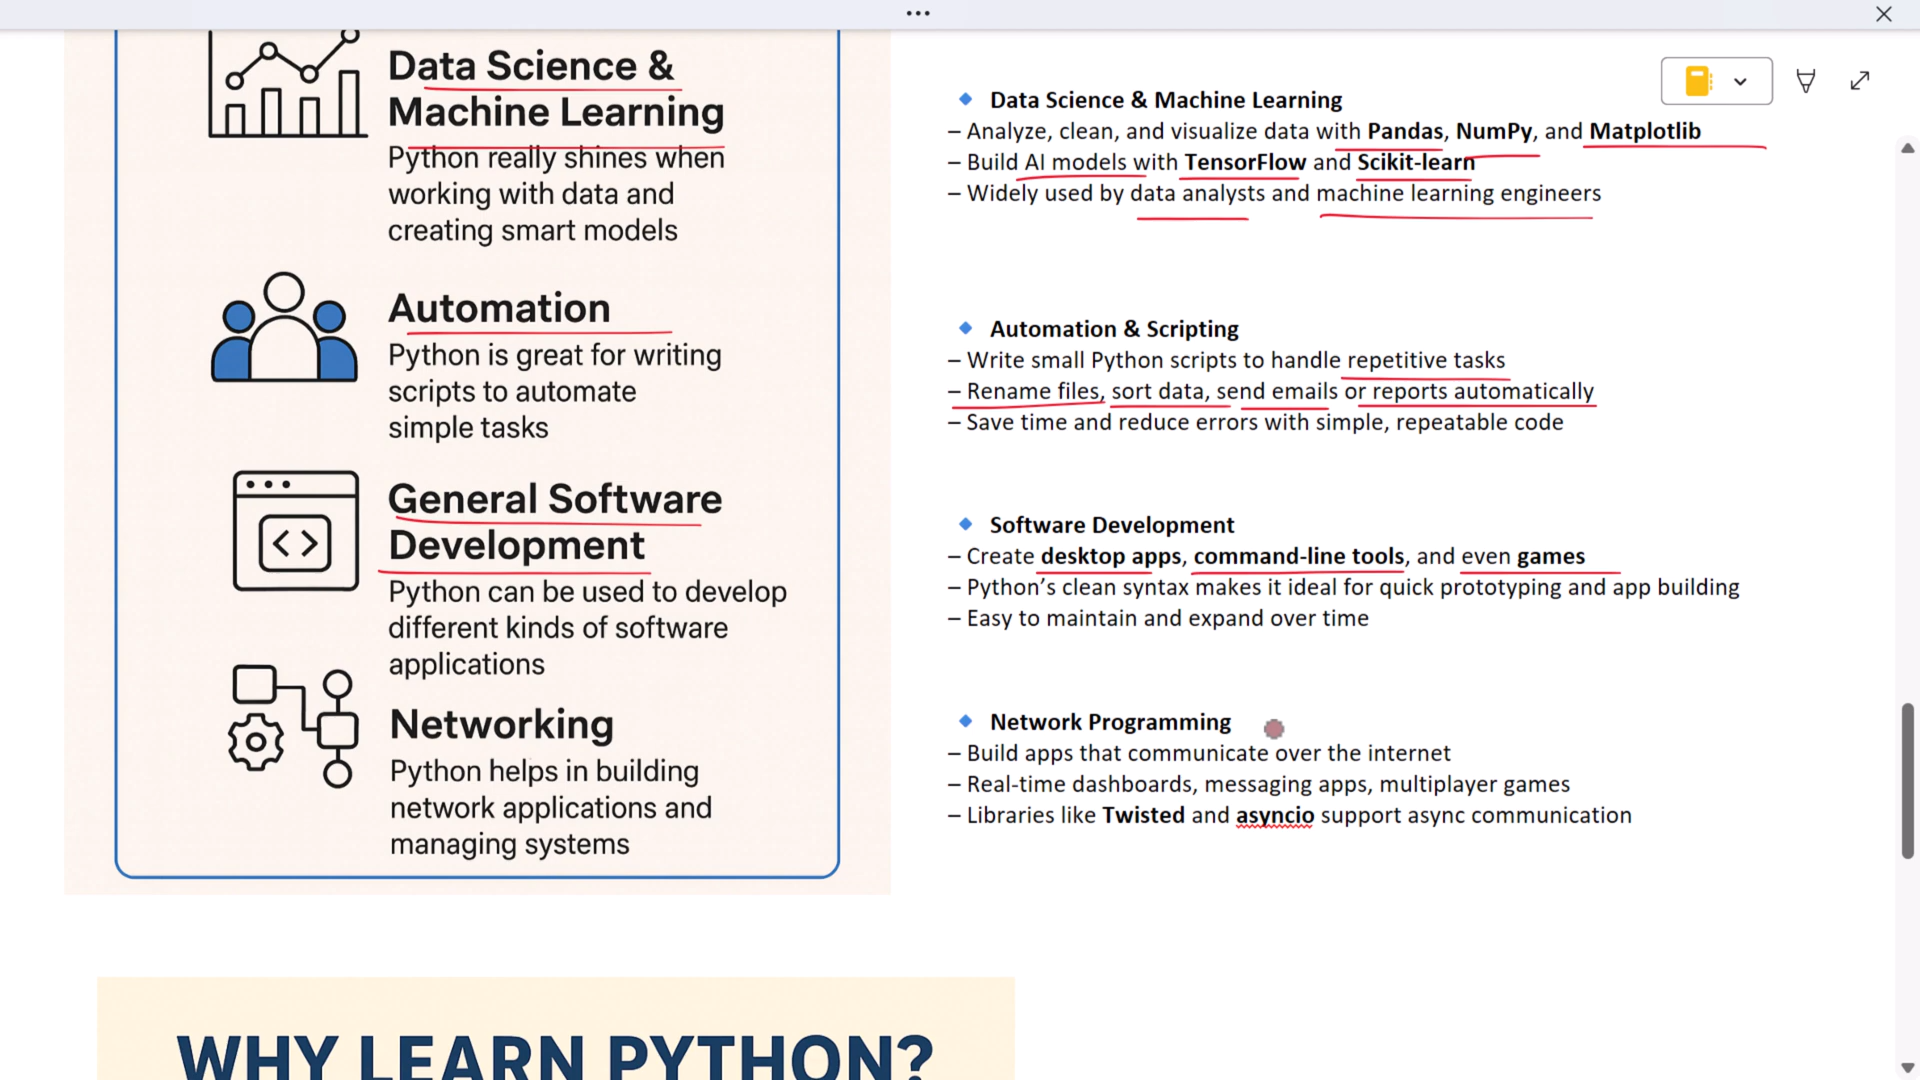 Data Science &
Machine Learning
Python really shines when
working with data and
creating smart models
Automation
Python is great for writing
scripts to automate
simple tasks
General Software
Development
Python can be used to develop
different kinds of software
applications
Networking
Python helps in building
network applications and
managing systems
Data Science & Machine Learning
– Analyze, clean, and visualize data with Pandas, NumPy, and Matplotlib
– Build AI models with TensorFlow and Scikit-learn
– Widely used by data analysts and machine learning engineers
Automation & Scripting
– Write small Python scripts to handle repetitive tasks
– Rename files, sort data, send emails or reports automatically
– Save time and reduce errors with simple, repeatable code
Software Development
– Create desktop apps, command-line tools, and even games
– Python’s clean syntax makes it ideal for quick prototyping and app building
– Easy to maintain and expand over time
Network Programming
– Build apps that communicate over the internet
– Real-time dashboards, messaging apps, multiplayer games
– Libraries like Twisted and asyncio support async communication
WHY LEARN PYTHON?